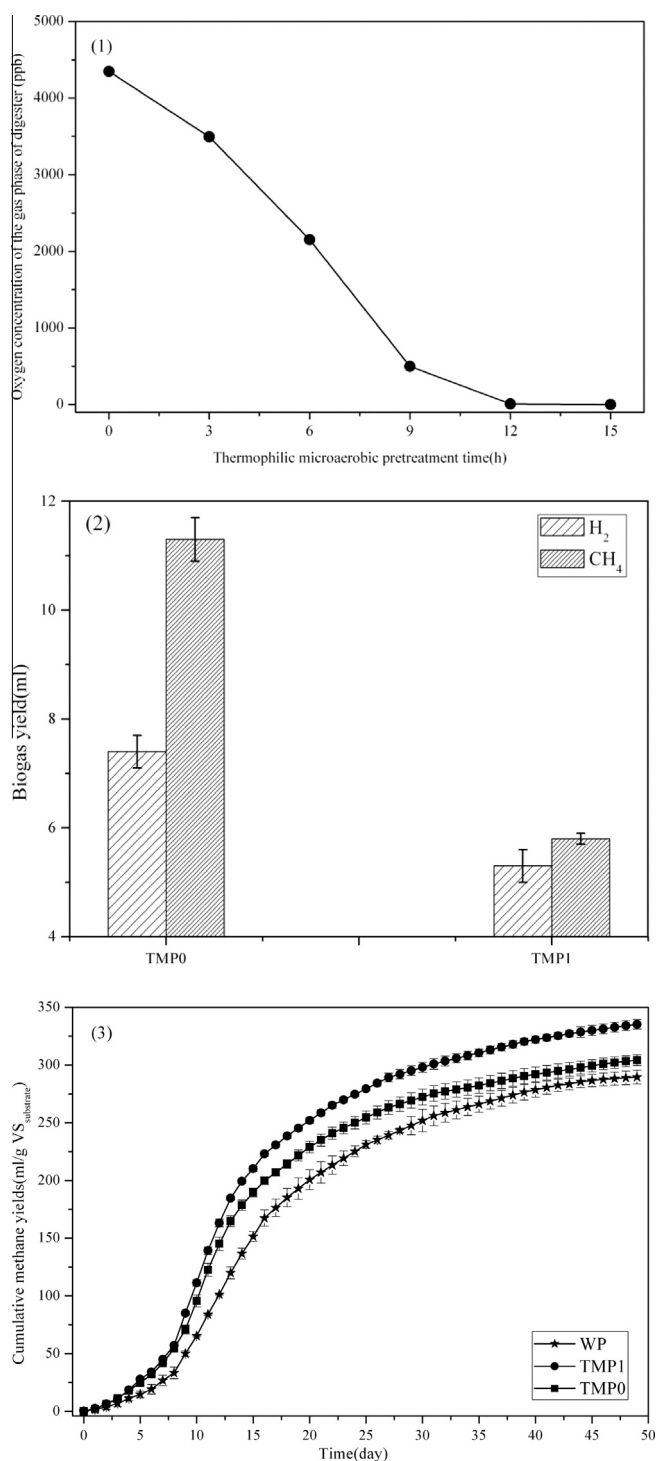 (1)
5000
4000
3000
2000
1000
0
Oxygen concentration of the gas phase of digester (ppb)
0 3 6 9 12 15
Thermophilic microaerobic pretreatment time(h)
(2)
H2
CH4
12
10
8
6
4
Biogas yield(ml)
TMP0 TMP1
(3)
350
300
250
200
150
100
50
0
Cumulative methane yields(ml/g VSsubstrate)
WP
TMP1
TMP0
0 5 10 15 20 25 30 35 40 45 50
Time(day)